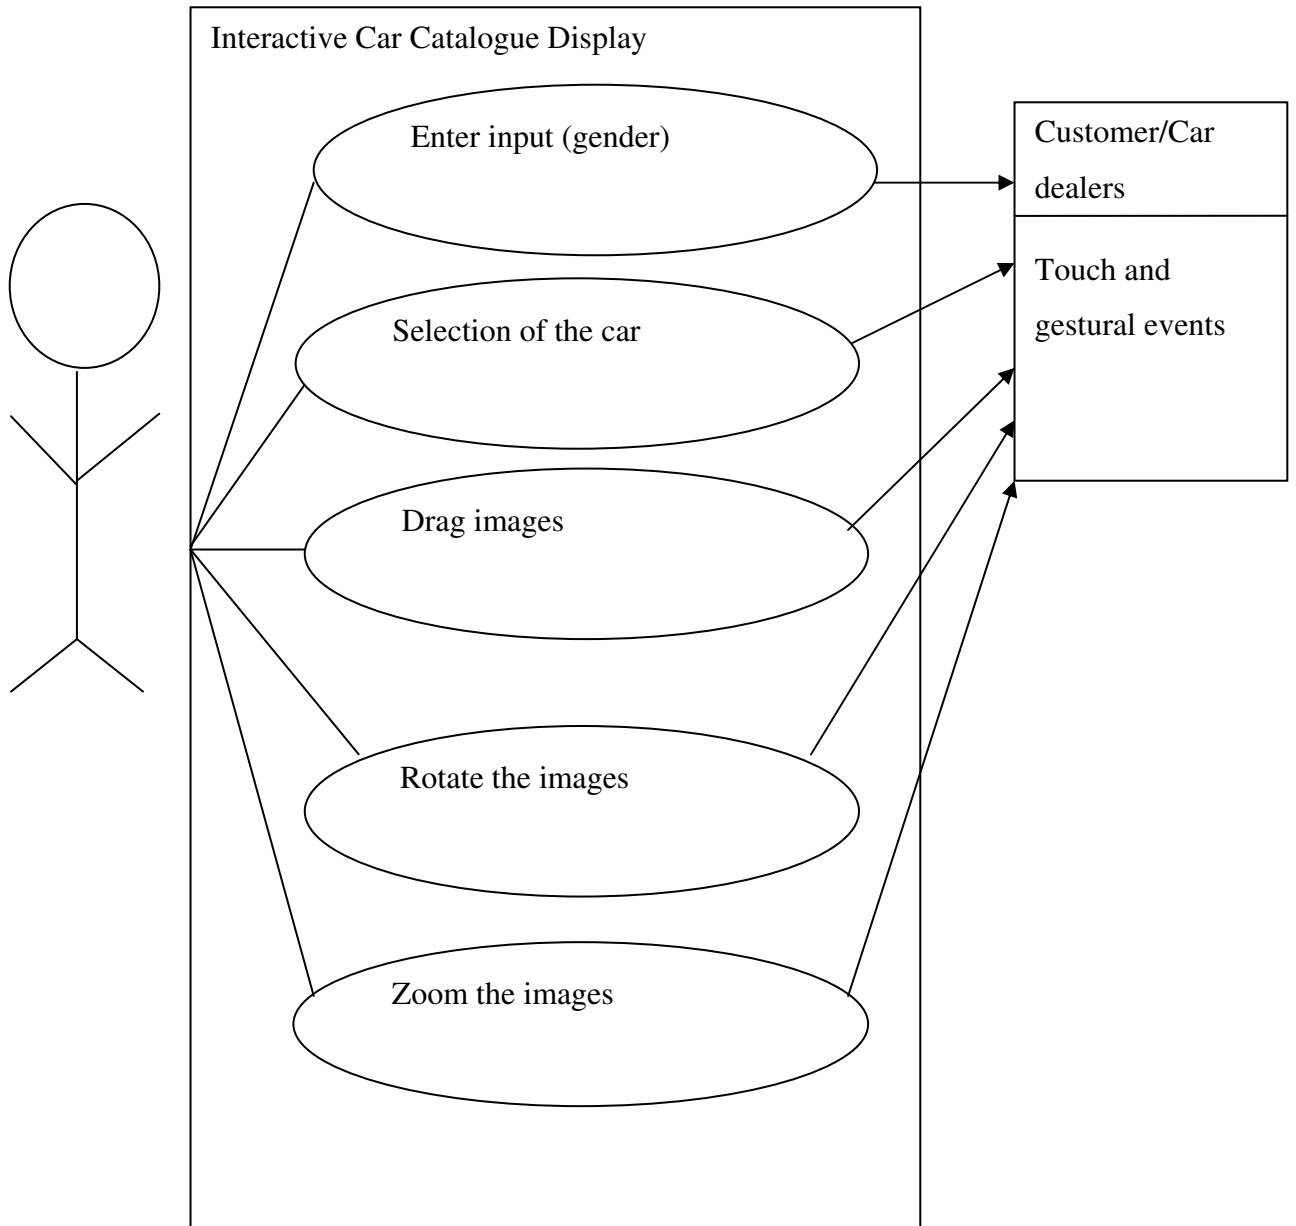 Interactive Car Catalogue Display
Enter input (gender)
Customer/Car
dealers
Touch and
gestural events
Selection of the car
Drag images
Rotate the images
Zoom the images